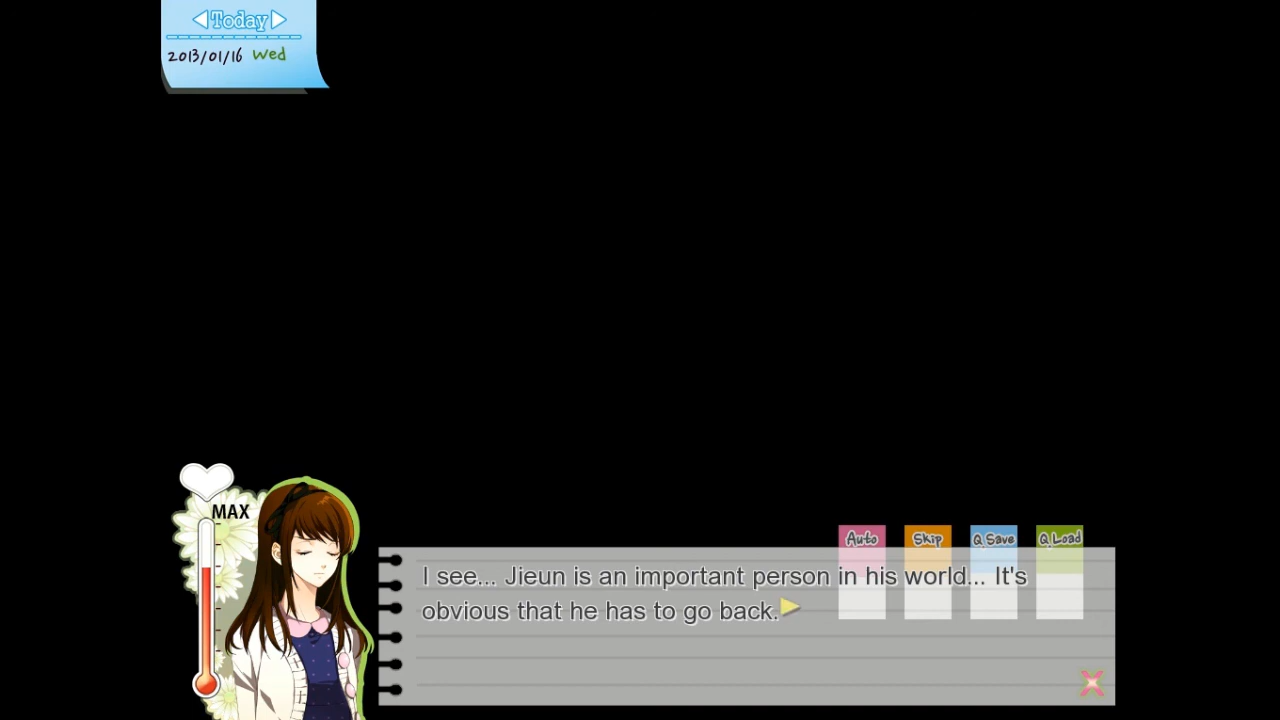 Today
2013/01/16 Wed
MAX
Auto
Skip
Q.Save
Q.Load
I see... Jieun is an important person in his world... It's
obvious that he has to go back.